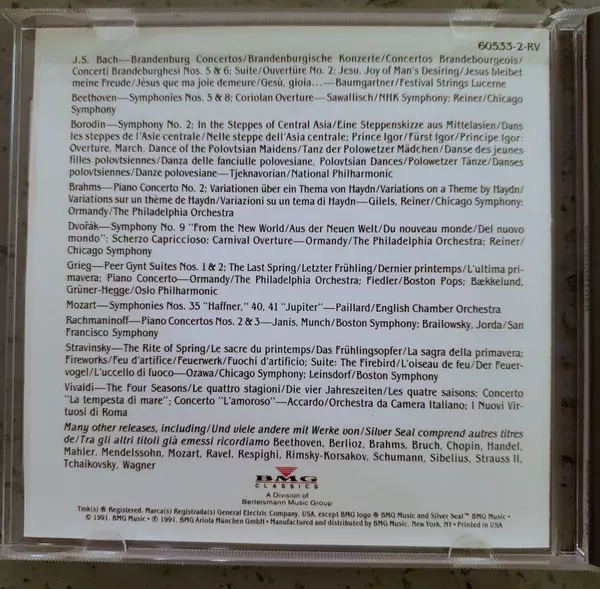 60533-2-RV
J.S. Bach—Brandenburg Concertos/Brandenburgische Konzerte/Concertos Brandebourgeois/
Concerti Brandeburghesi Nos. 5 & 6; Suite/Ouvertüre No. 2; Jesu, Joy of Man's Desiring/Jesus bleibet
meine Freude/Jésus que ma joie demeure/Gesù, gioia...—Baumgartner/Festival Strings Lucerne
Beethoven—Symphonies Nos. 5 & 8; Coriolan Overture—Sawallisch/NHK Symphony; Reiner/Chicago
Symphony
Borodin—Symphony No. 2; In the Steppes of Central Asia/Eine Steppenskizze aus Mittelasien/Dans
les steppes de l'Asie centrale/Nelle steppe dell'Asia centrale; Prince Igor/Fürst Igor/Principe Igor:
Overture, March, Dance of the Polovtsian Maidens/Tanz der Polowetzer Mädchen/Danse des jeunes
filles polovtsiennes/Danza delle fanciulle polovesiane, Polovtsian Dances/Polowetzer Tänze/Danses
polovtsiennes/Danze polovesiane—Tjeknavorian/National Philharmonic
Brahms—Piano Concerto No. 2; Variationen über ein Thema von Haydn/Variations on a Theme by Haydn/
Variations sur un thème de Haydn/Variazioni su un tema di Haydn—Gilels, Reiner/Chicago Symphony;
Ormandy/The Philadelphia Orchestra
Dvořák—Symphony No. 9 "From the New World/Aus der Neuen Welt/Du nouveau monde/Del nuovo
mondo"; Scherzo Capriccioso; Carnival Overture—Ormandy/The Philadelphia Orchestra; Reiner/
Chicago Symphony
Grieg—Peer Gynt Suites Nos. 1 & 2; The Last Spring/Letzter Frühling/Dernier printemps/L'ultima pri-
mavera; Piano Concerto—Ormandy/The Philadelphia Orchestra; Fiedler/Boston Pops; Bækkelund,
Grüner-Hegge/Oslo Philharmonic
Mozart—Symphonies Nos. 35 "Haffner," 40, 41 "Jupiter"—Paillard/English Chamber Orchestra
Rachmaninoff—Piano Concertos Nos. 2 & 3—Janis, Munch/Boston Symphony; Brailowsky, Jorda/San
Francisco Symphony
Stravinsky—The Rite of Spring/Le sacre du printemps/Das Frühlingsopfer/La sagra della primavera;
Fireworks/Feu d'artifice/Feuerwerk/Fuochi d'artificio; Suite: The Firebird/L'oiseau de feu/Der Feuer-
vogel/L'uccello di fuoco—Ozawa/Chicago Symphony; Leinsdorf/Boston Symphony
Vivaldi—The Four Seasons/Le quattro stagioni/Die vier Jahreszeiten/Les quatre saisons; Concerto
"La tempesta di mare"; Concerto "L'amoroso"—Accardo/Orchestra da Camera Italiano; I Nuovi Vir-
tuosi di Roma
Many other releases, including/Und viele andere mit Werke von/Silver Seal comprend autres titres
de/Tra gli altri titoli già emessi ricordiamo Beethoven, Berlioz, Brahms, Bruch, Chopin, Handel,
Mahler, Mendelssohn, Mozart, Ravel, Respighi, Rimsky-Korsakov, Schumann, Sibelius, Strauss II,
Tchaikovsky, Wagner
BMG
CLASSICS
A Division of
Bertelsmann Music Group
Tmk(s) ® Registered. Marca(s) Registrada(s) General Electric Company, USA, except BMG logo ® BMG Music and Silver Seal™ BMG Music •
© 1991, BMG Music • ℗ 1991, BMG Ariola München GmbH • Manufactured and distributed by BMG Music, New York, NY • Printed in USA